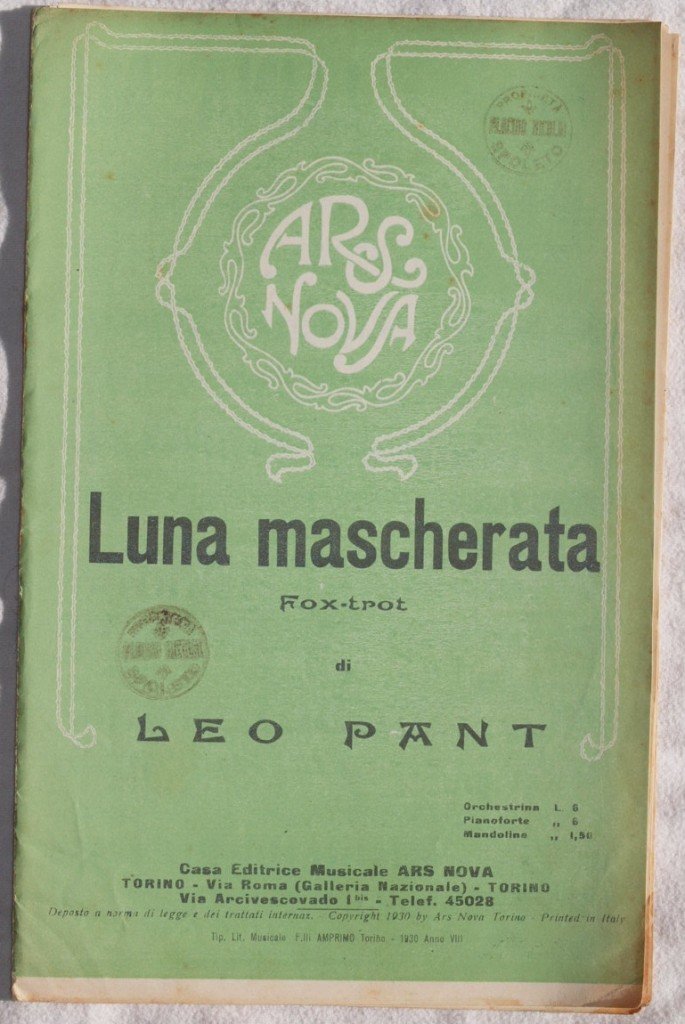 PROPRIETÀ
SPOLETO
ARS
NOVA
Luna mascherata
Fox-trot
di
LEO PANT
Orchestrina L. 6
Pianoforte „ 6
Mandoline „ 1,50
Casa Editrice Musicale ARS NOVA
TORINO - Via Roma (Galleria Nazionale) - TORINO
Via Arcivescovado 1bis - Telef. 45028
Deposto a norma di legge e dei trattati internaz. - Copyright 1930 by Ars Nova Torino - Printed in Italy
Tip. Lit. Musicale F.lli AMPRIMO Torino - 1930 Anno VIII